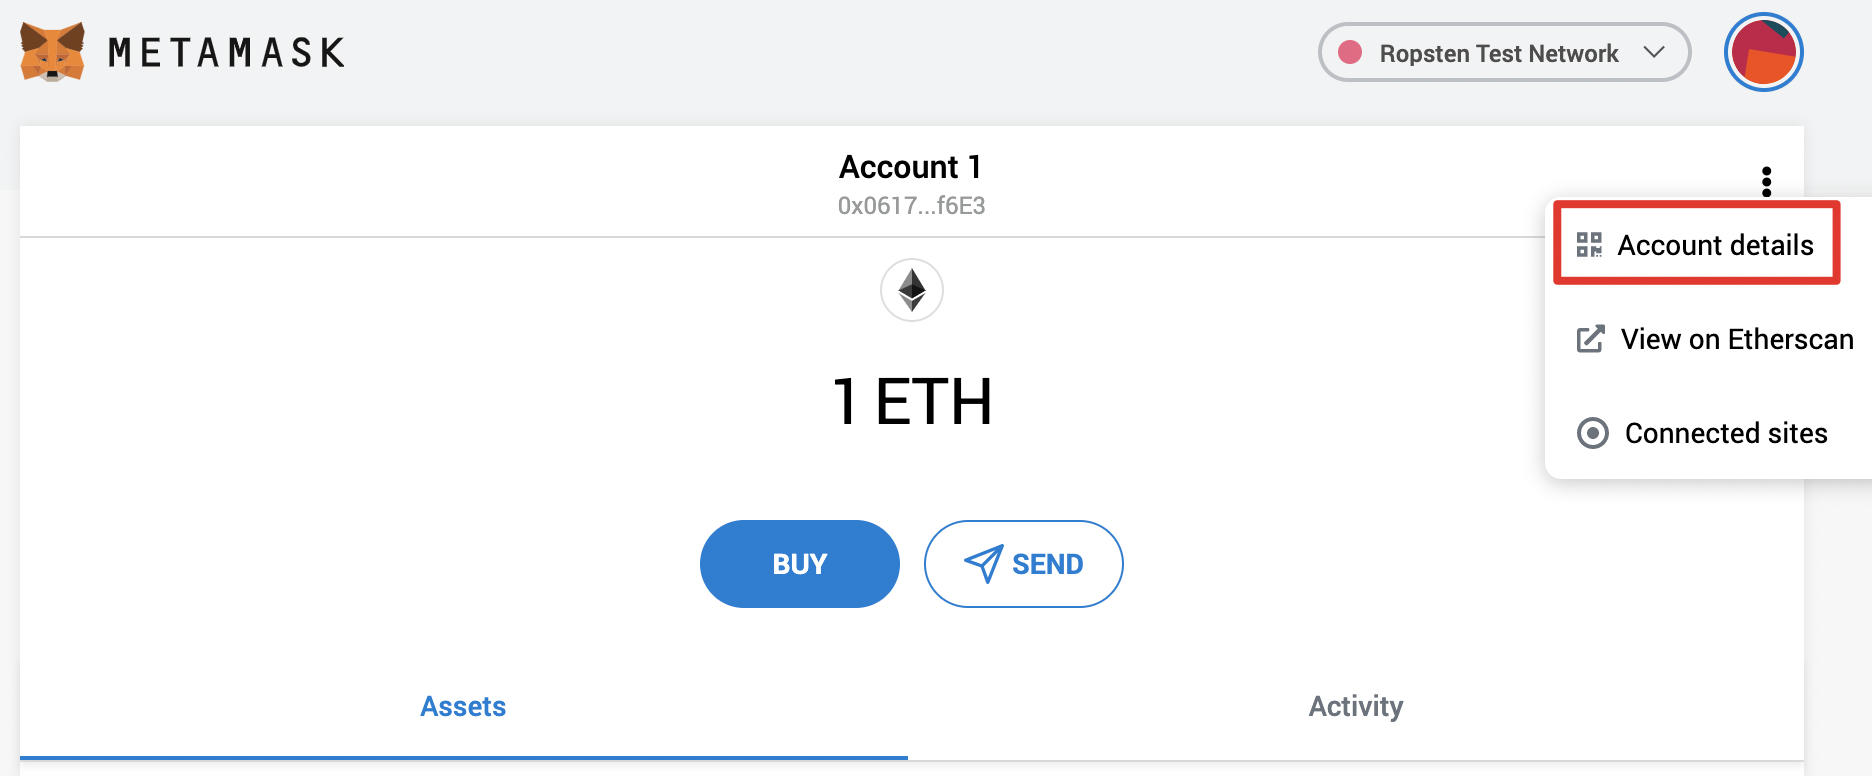 METAMASK
Ropsten Test Network
Account 1
0x0617...f6E3
Account details
View on Etherscan
Connected sites
1 ETH
BUY
SEND
Assets
Activity